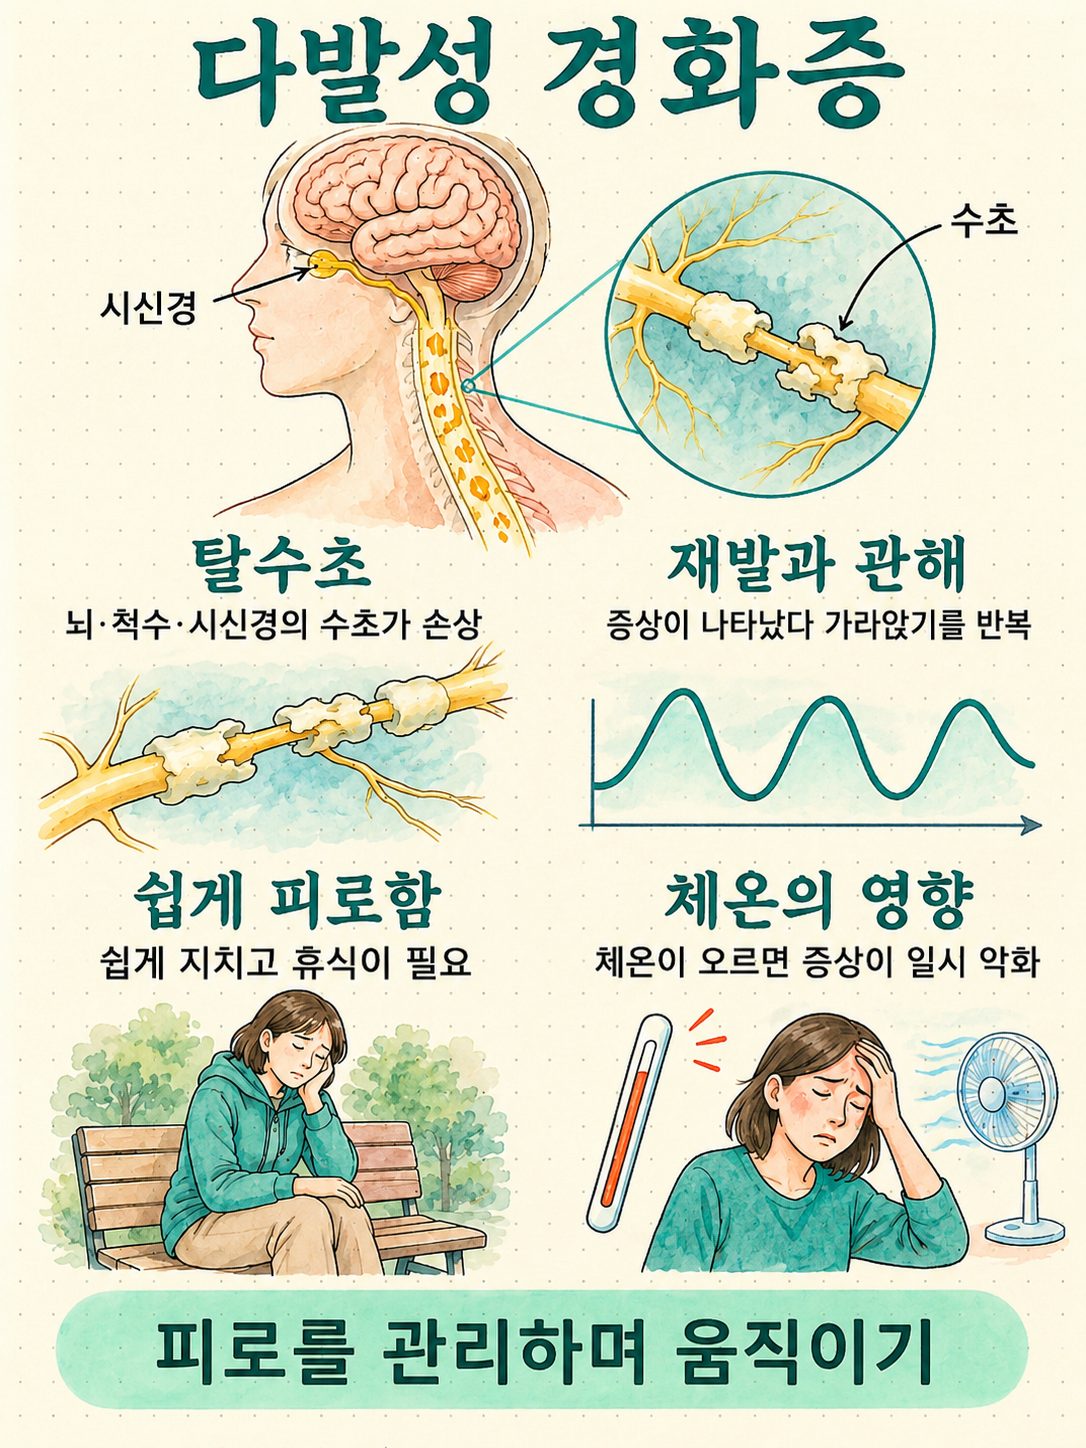 다발성 경화증
수초
시신경
탈수초
뇌·척수·시신경의 수초가 손상
재발과 관해
증상이 나타났다 가라앉기를 반복
쉽게 피로함
쉽게 지치고 휴식이 필요
체온의 영향
체온이 오르면 증상이 일시 악화
피로를 관리하며 움직이기